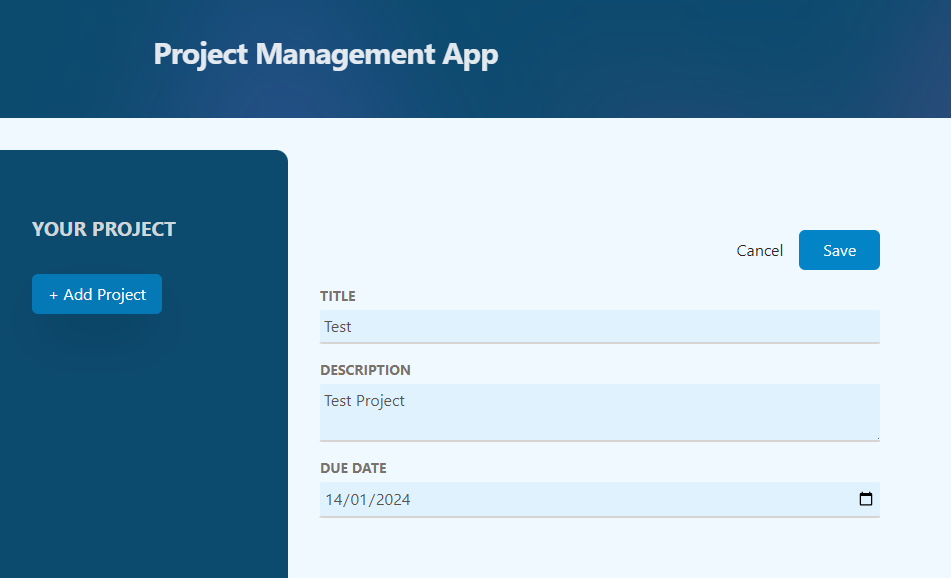 Project Management App
YOUR PROJECT
+ Add Project
Cancel Save
TITLE
Test
DESCRIPTION
Test Project
DUE DATE
14/01/2024